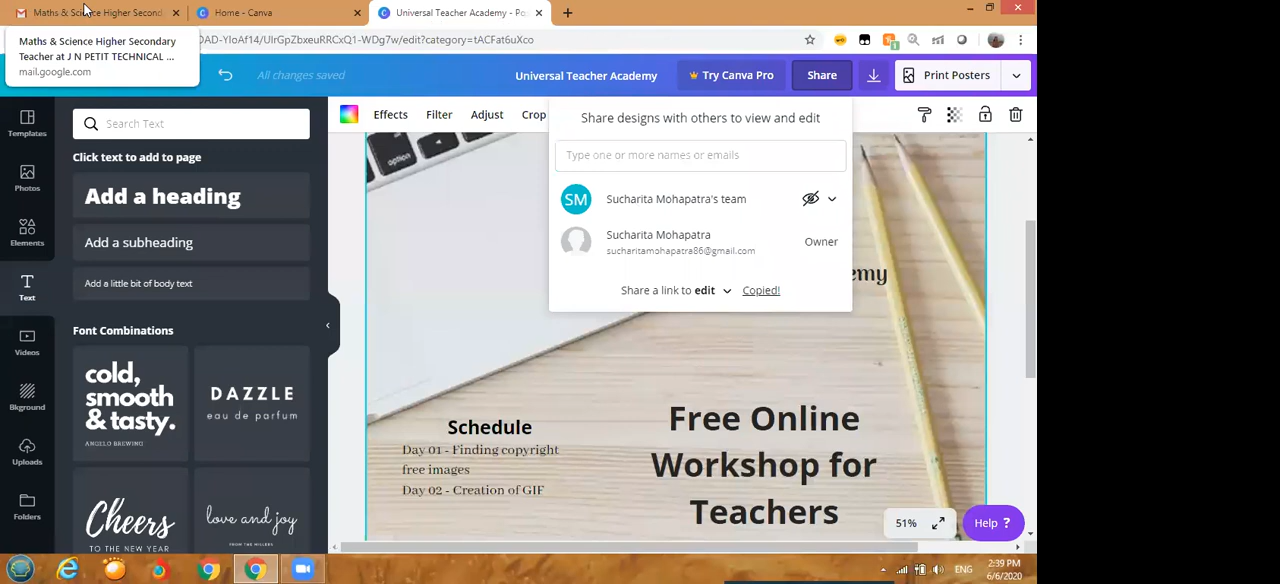 Maths & Science Higher Second
Home - Canva
Universal Teacher Academy - Po
Maths & Science Higher Secondary
Teacher at J N PETIT TECHNICAL ...
mail.google.com
DAD-YIoAf14/UIrGpZbxeuRRCxQ1-WDg7w/edit?category=tACFat6uXco
1
All changes saved
Universal Teacher Academy
Try Canva Pro
Share
Print Posters
Templates
Photos
Elements
Text
Videos
Bkground
Uploads
Folders
Search Text
Click text to add to page
Add a heading
Add a subheading
Add a little bit of body text
Font Combinations
cold,
smooth
& tasty.
ANGELO BREWING
DAZZLE
eau de parfum
Cheers
TO THE NEW YEAR
love and joy
FROM THE MILLERS
Effects
Filter
Adjust
Crop
Share designs with others to view and edit
Type one or more names or emails
SM
Sucharita Mohapatra's team
Sucharita Mohapatra
sucharitamohapatra86@gmail.com
Owner
Share a link to edit
Copied!
option
emy
Schedule
Day 01 - Finding copyright
free images
Day 02 - Creation of GIF
Free Online
Workshop for
Teachers
51%
Help ?
ENG
2:39 PM
6/6/2020